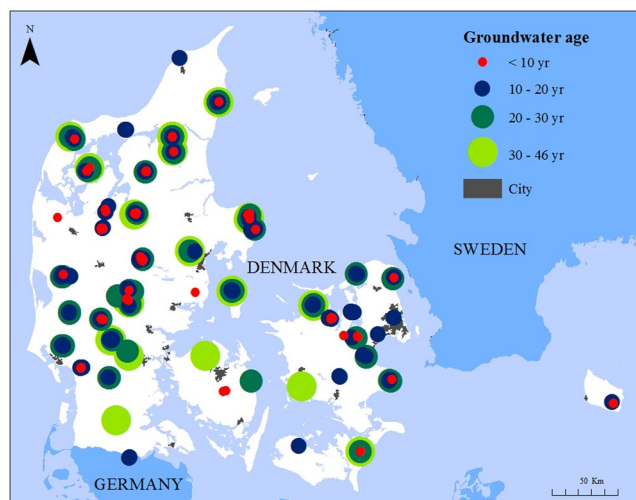 N
Groundwater age
< 10 yr
10 - 20 yr
20 - 30 yr
30 - 46 yr
City
SWEDEN
DENMARK
GERMANY
50 Km